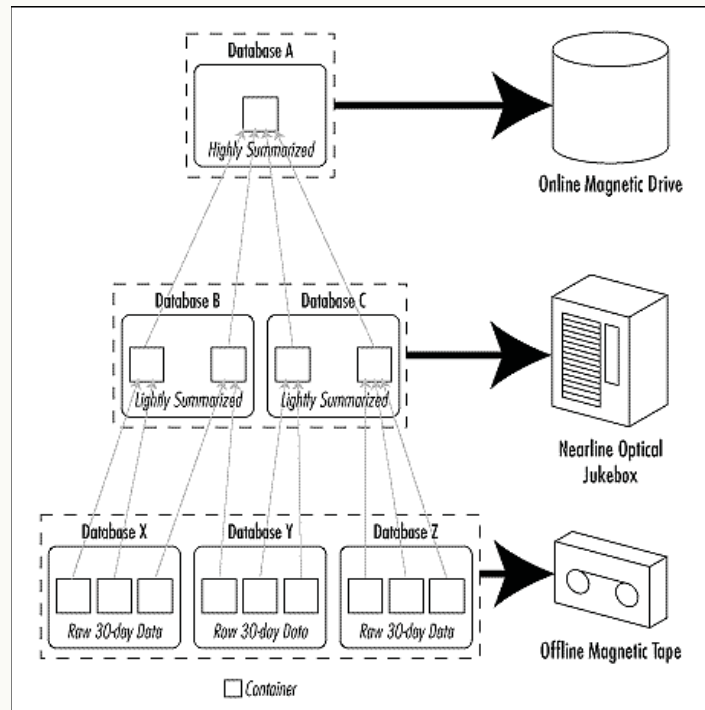 Database A
Highly Summarized
Online Magnetic Drive
Database B
Database C
Lightly Summarized
Lightly Summarized
Nearline Optical
Jukebox
Database X
Database Y
Database Z
Raw 30-day Data
Raw 30-day Data
Raw 30-day Data
Offline Magnetic Tape
Container